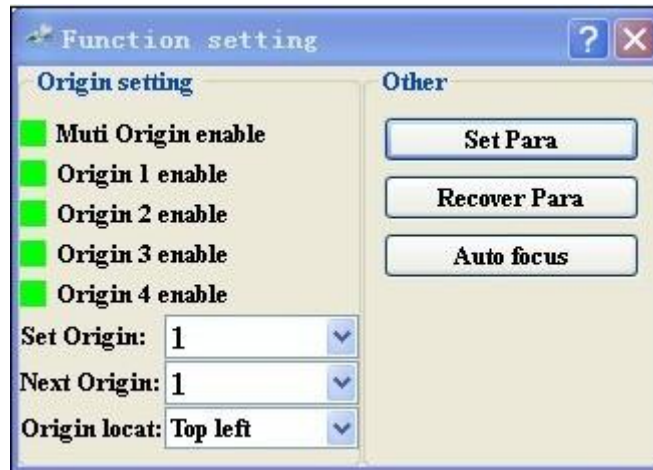 Function setting
Origin setting
Muti Origin enable
Origin 1 enable
Origin 2 enable
Origin 3 enable
Origin 4 enable
Set Origin: 1
Next Origin: 1
Origin locat: Top left
Other
Set Para
Recover Para
Auto focus